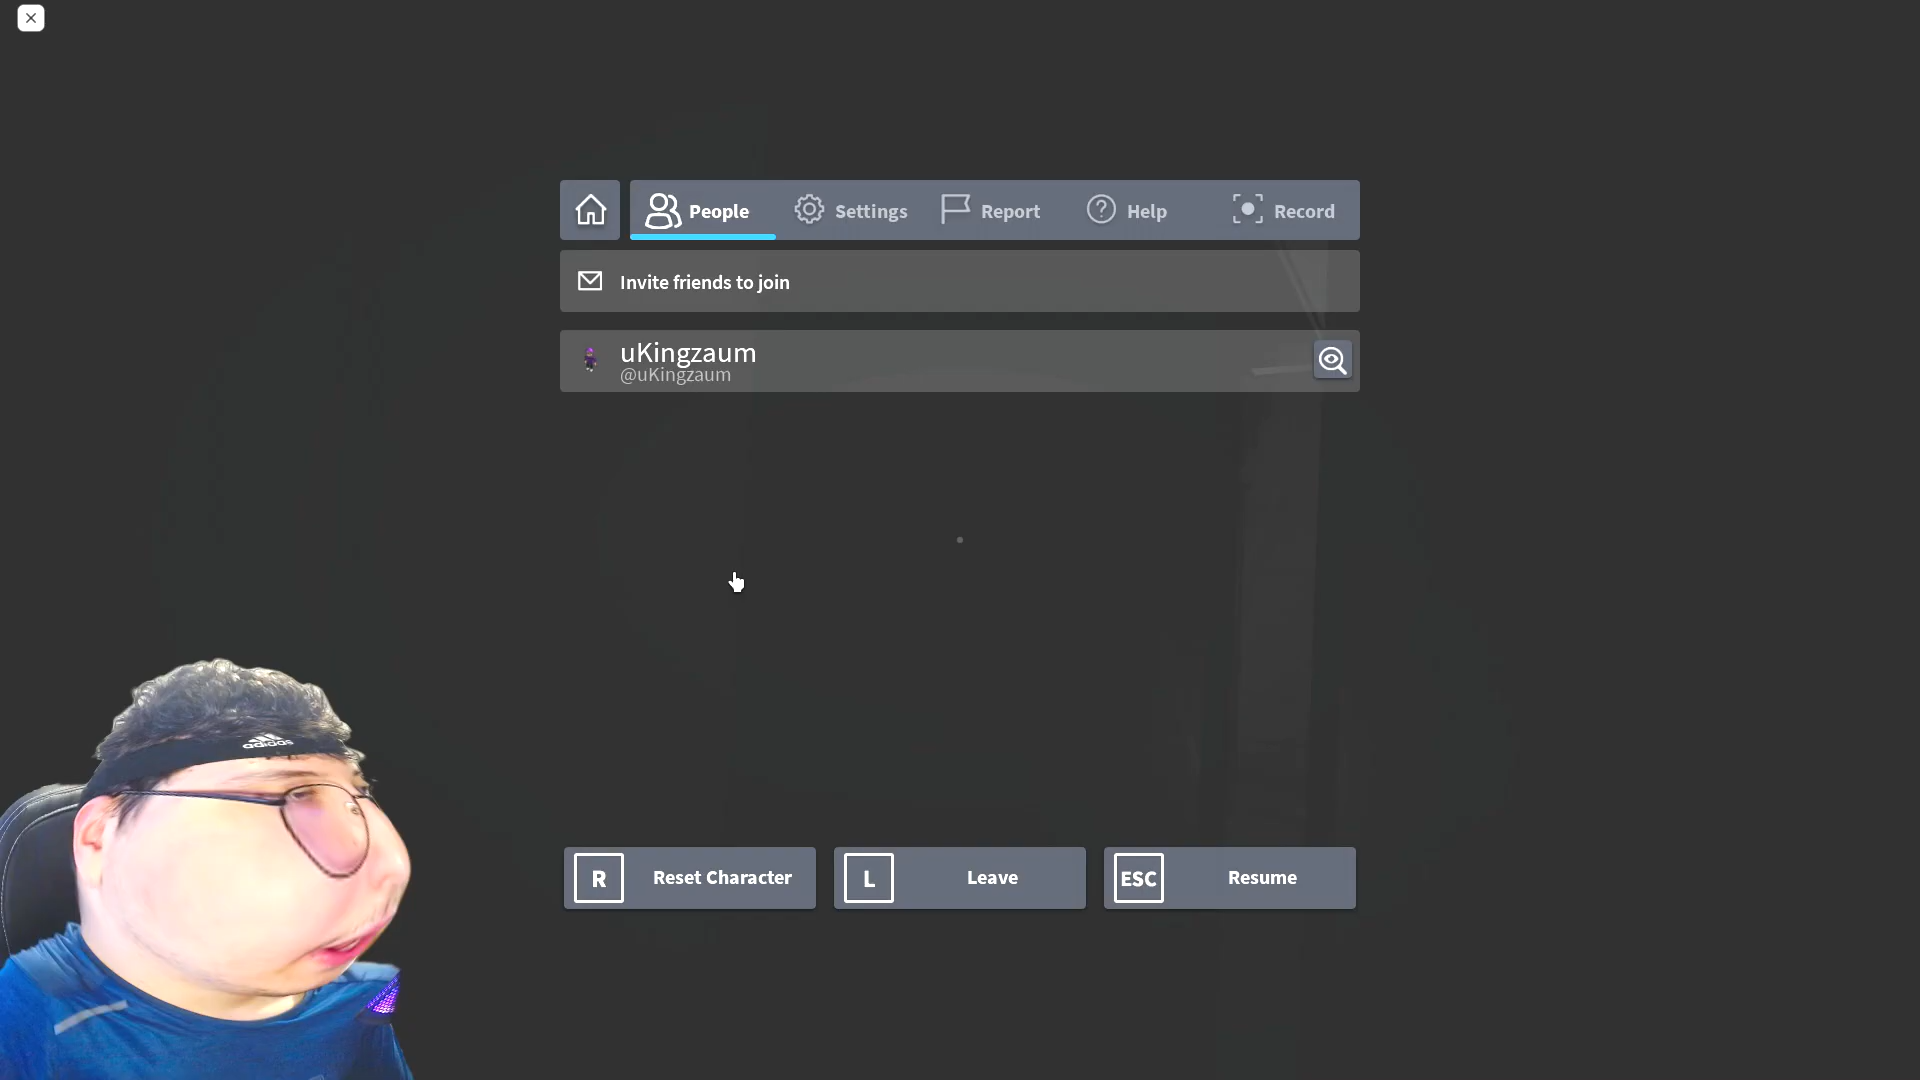 People
Settings
Report
Help
Record
Invite friends to join
uKingzaum
@uKingzaum
adidas
R
Reset Character
L
Leave
ESC
Resume